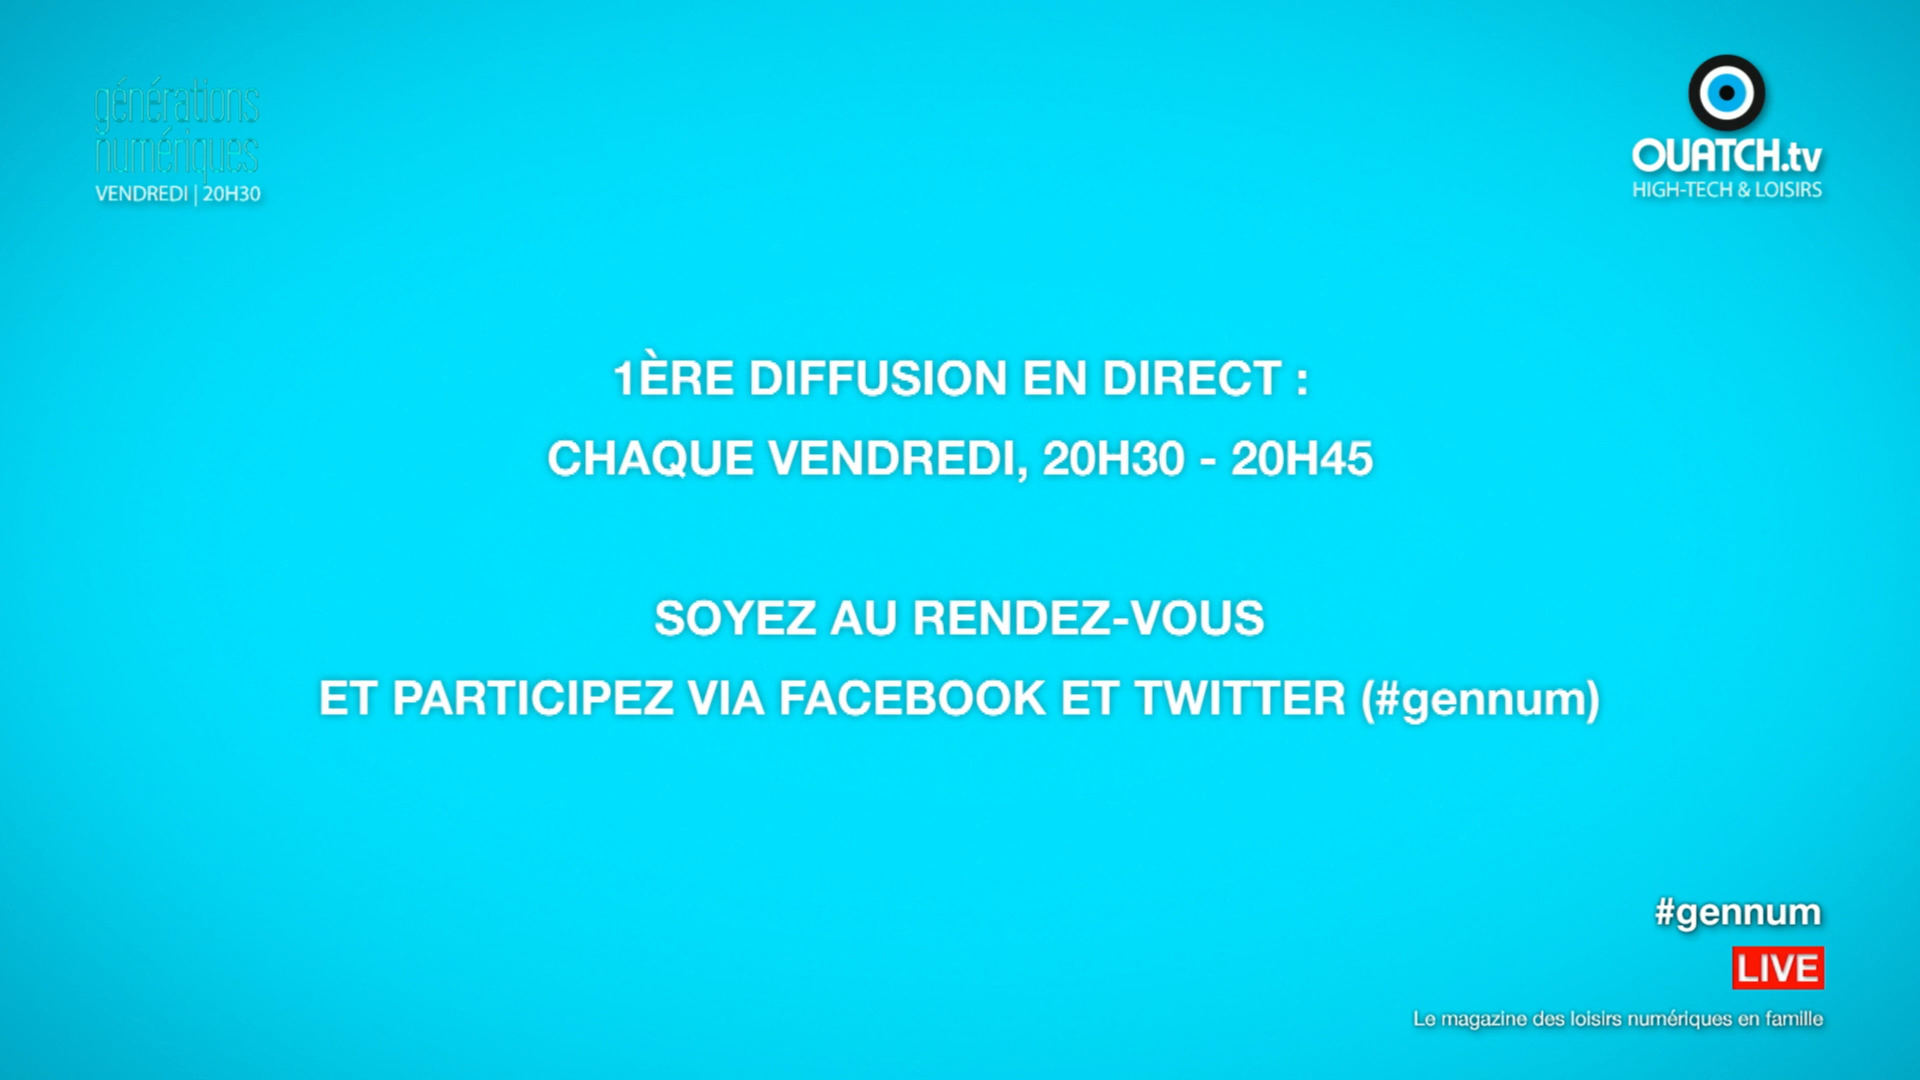 générations
numériques
VENDREDI | 20H30
OUATCH.tv
HIGH-TECH & LOISIRS
1ÈRE DIFFUSION EN DIRECT :
CHAQUE VENDREDI, 20H30 - 20H45
SOYEZ AU RENDEZ-VOUS
ET PARTICIPEZ VIA FACEBOOK ET TWITTER (#gennum)
#gennum
LIVE
Le magazine des loisirs numériques en famille